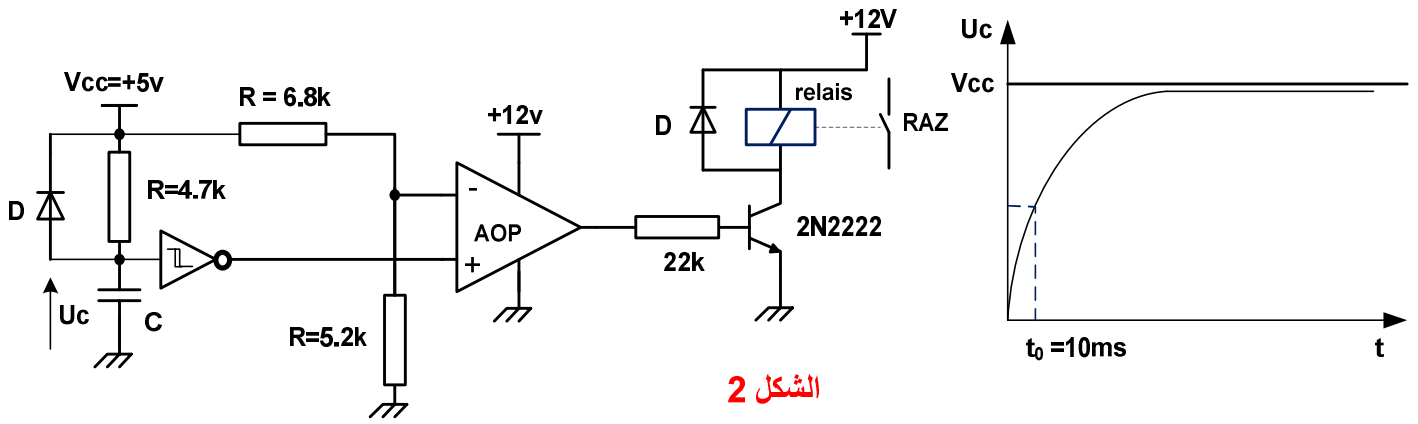 Vcc=+5v
R = 6.8k
D
R=4.7k
Uc
C
+12v
-
AOP
+
R=5.2k
22k
+12V
D
relais
RAZ
2N2222
الشكل 2
Uc
Vcc
t₀ =10ms
t